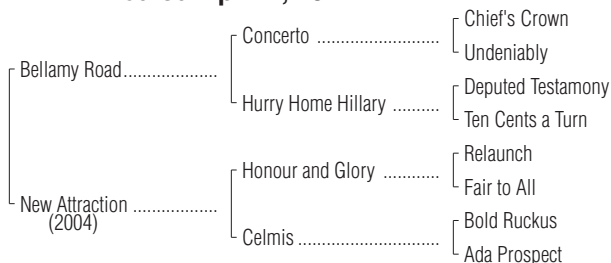 Chief's Crown
Concerto ..............................
Undeniably
Bellamy Road.......................
Deputed Testamony
Hurry Home Hillary ............
Ten Cents a Turn
Relaunch
Honour and Glory ..............
Fair to All
New Attraction .....................
(2004)
Bold Ruckus
Celmis ...................................
Ada Prospect